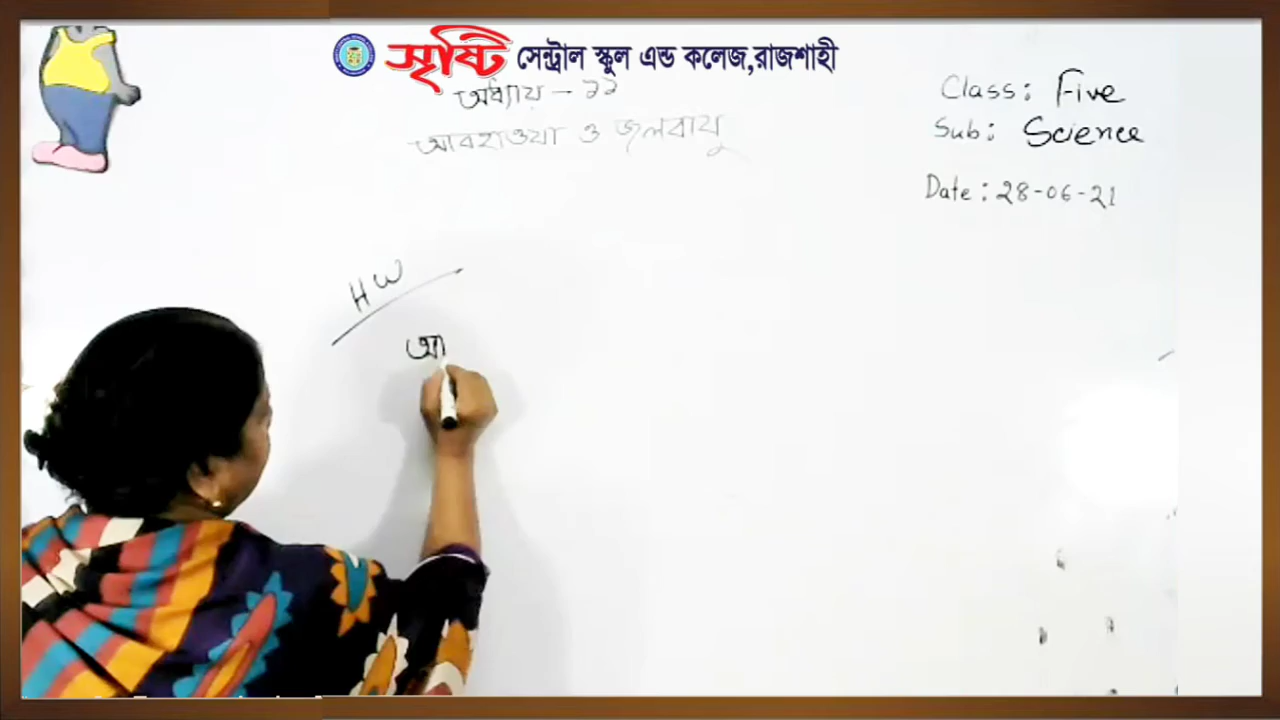 সৃষ্টি সেন্ট্রাল স্কুল এন্ড কলেজ,রাজশাহী
অধ্যায় - ১১
আবহাওয়া ও জলবায়ু
Class: Five
Sub: Science
Date: 28-06-21
HW
আ